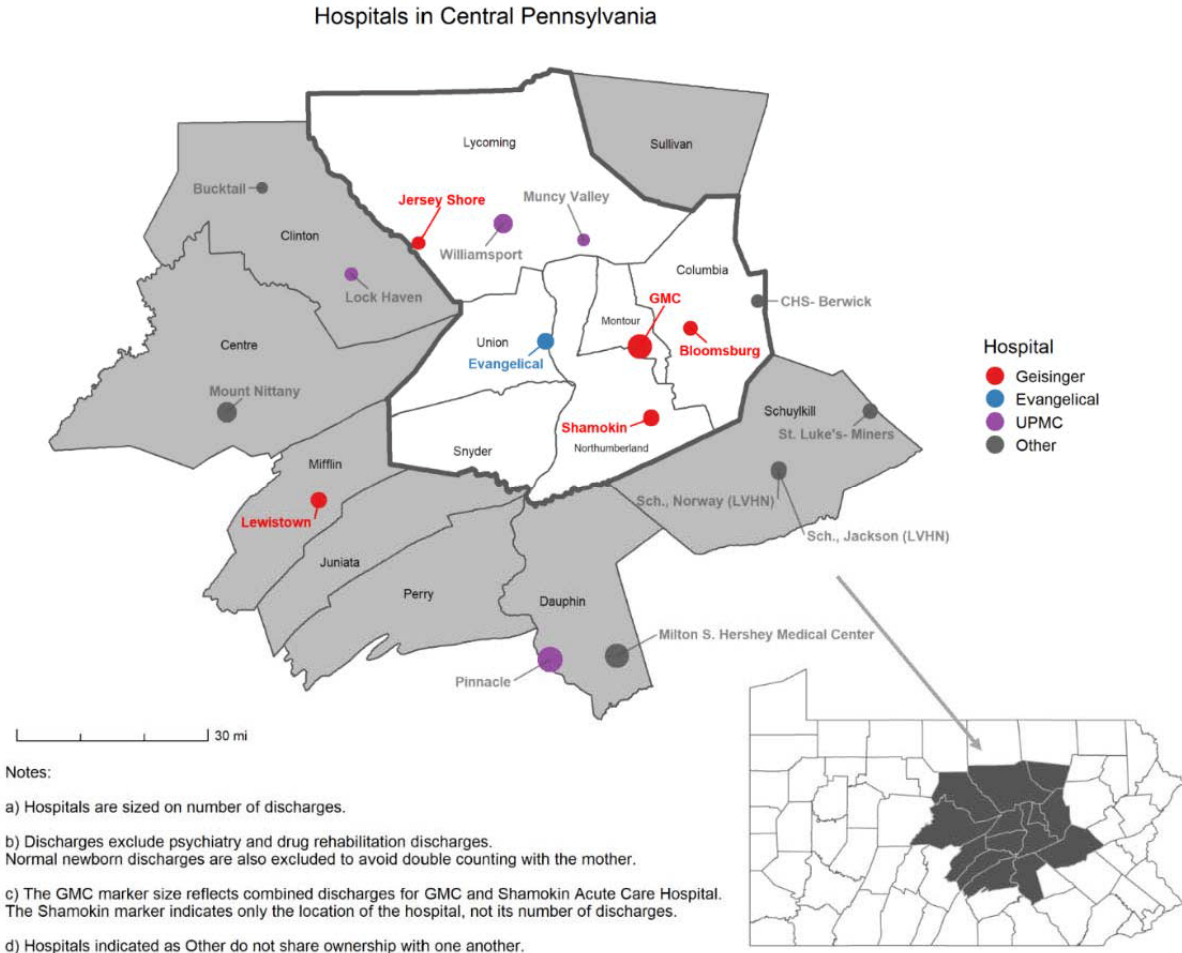 Hospitals in Central Pennsylvania
Lycoming
Sullivan
Bucktail
Jersey Shore
Muncy Valley
Clinton
Williamsport
Columbia
Lock Haven
GMC
CHS- Berwick
Montour
Centre
Union
Evangelical
Bloomsburg
Hospital
Geisinger
Evangelical
UPMC
Other
Mount Nittany
Schuylkill
Shamokin
St. Luke's- Miners
Snyder
Northumberland
Mifflin
Sch., Norway (LVHN)
Lewistown
Sch., Jackson (LVHN)
Juniata
Perry
Dauphin
Milton S. Hershey Medical Center
Pinnacle
30 mi
Notes:
a) Hospitals are sized on number of discharges.
b) Discharges exclude psychiatry and drug rehabilitation discharges.
Normal newborn discharges are also excluded to avoid double counting with the mother.
c) The GMC marker size reflects combined discharges for GMC and Shamokin Acute Care Hospital.
The Shamokin marker indicates only the location of the hospital, not its number of discharges.
d) Hospitals indicated as Other do not share ownership with one another.